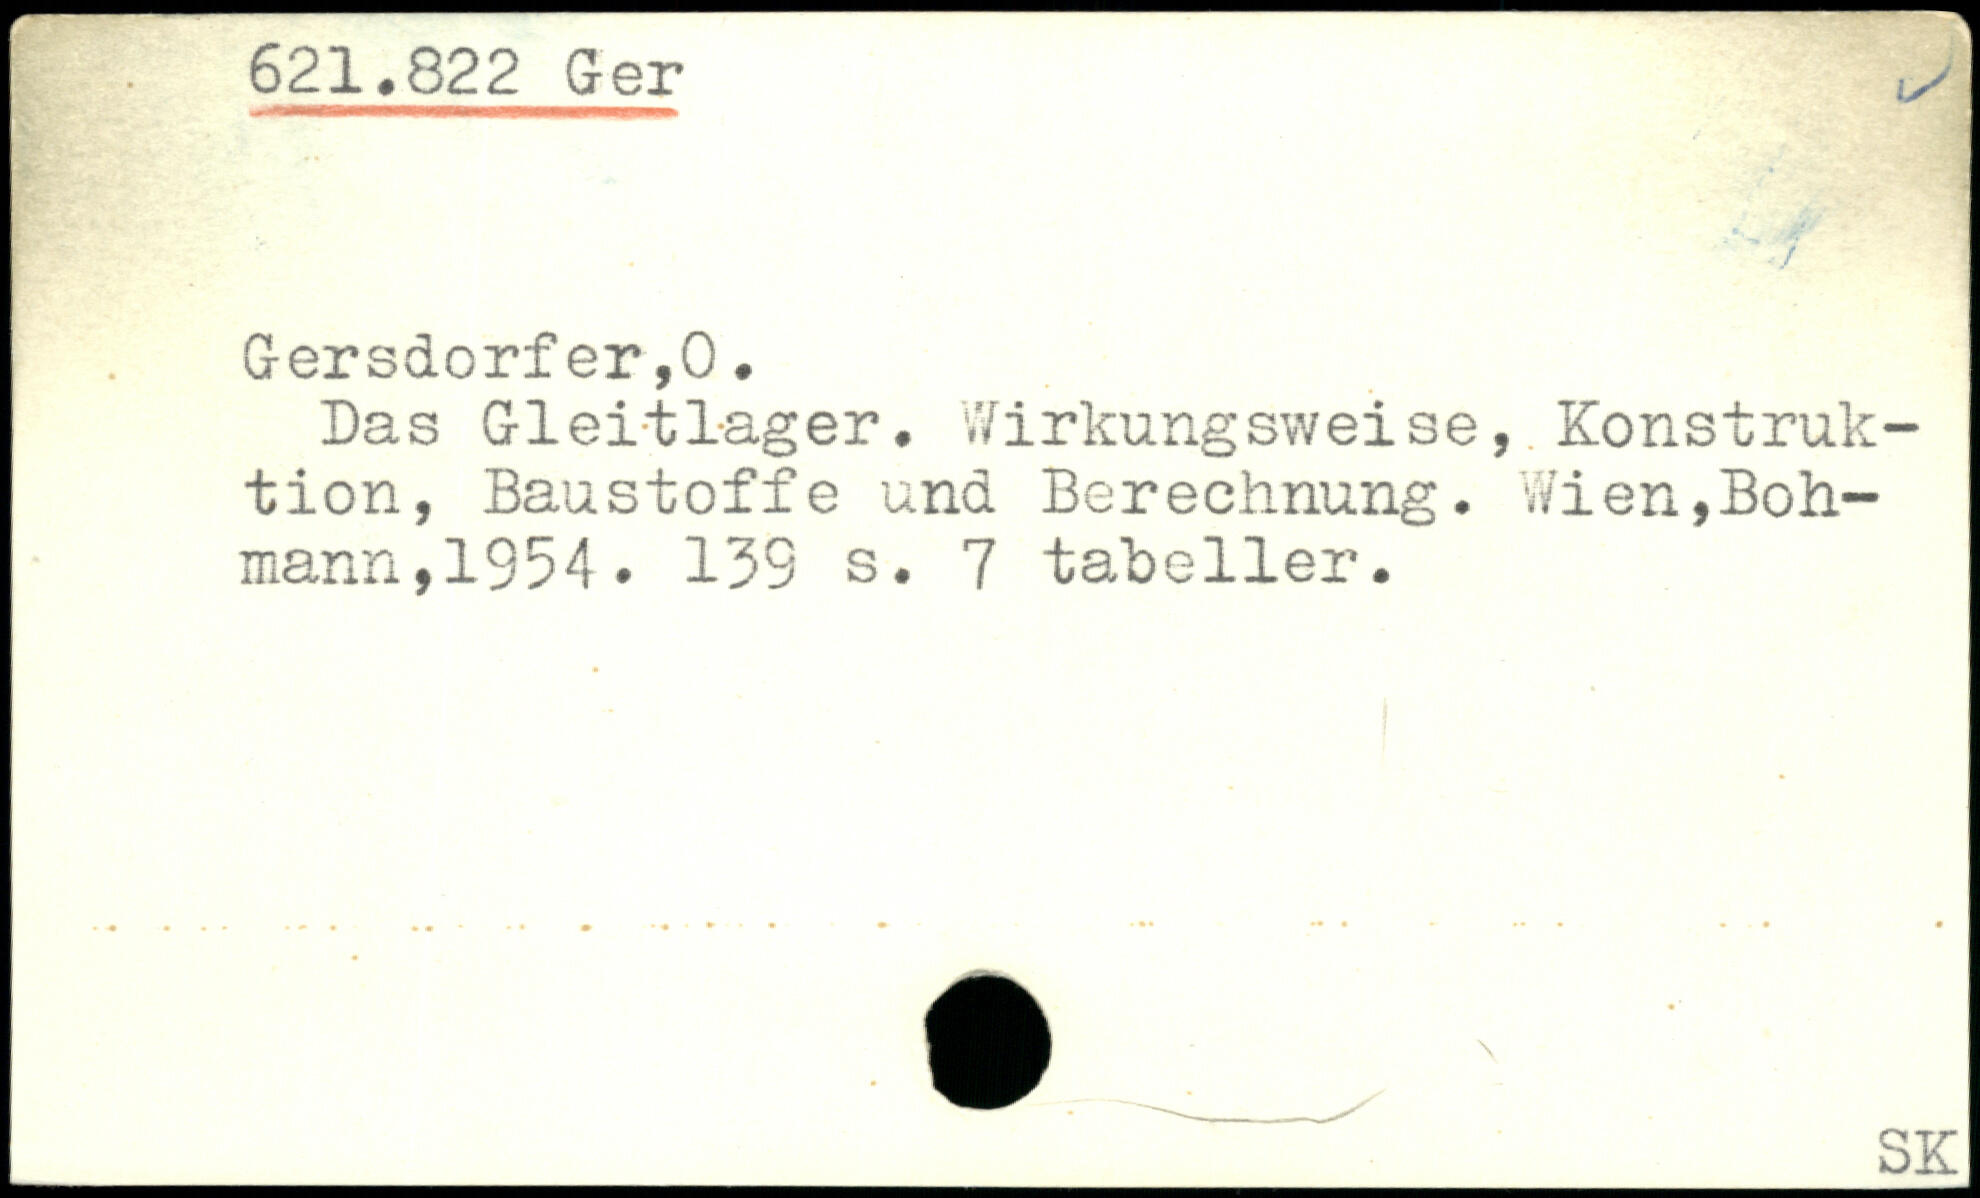 621.822 Ger
Gersdorfer,O.
Das Gleitlager. Wirkungsweise, Konstruk-
tion, Baustoffe und Berechnung. Wien,Boh-
mann,1954. 139 s. 7 tabeller.
SK